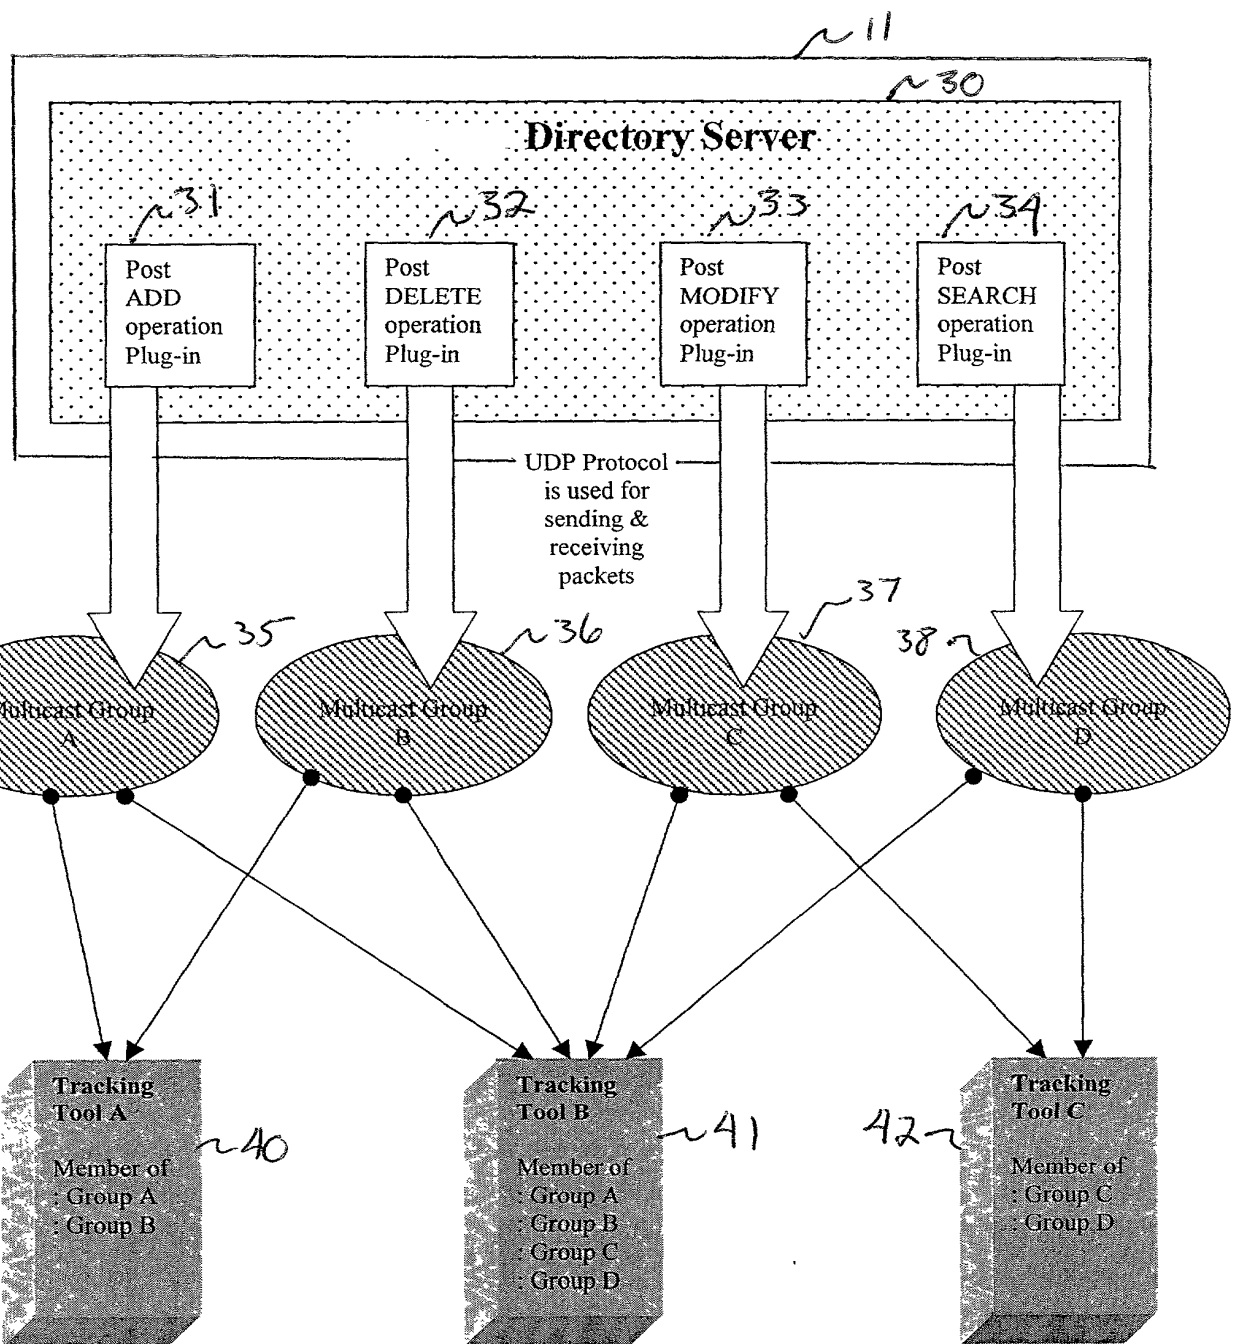 11
30
Directory Server
31
32
33
34
Post
ADD
operation
Plug-in
Post
DELETE
operation
Plug-in
Post
MODIFY
operation
Plug-in
Post
SEARCH
operation
Plug-in
UDP Protocol
is used for
sending &
receiving
packets
35
36
37
38
Multicast Group
A
Multicast Group
B
Multicast Group
C
Multicast Group
D
Tracking
Tool A
Member of
: Group A
: Group B
40
Tracking
Tool B
Member of
: Group A
: Group B
: Group C
: Group D
41
42
Tracking
Tool C
Member of
: Group C
: Group D